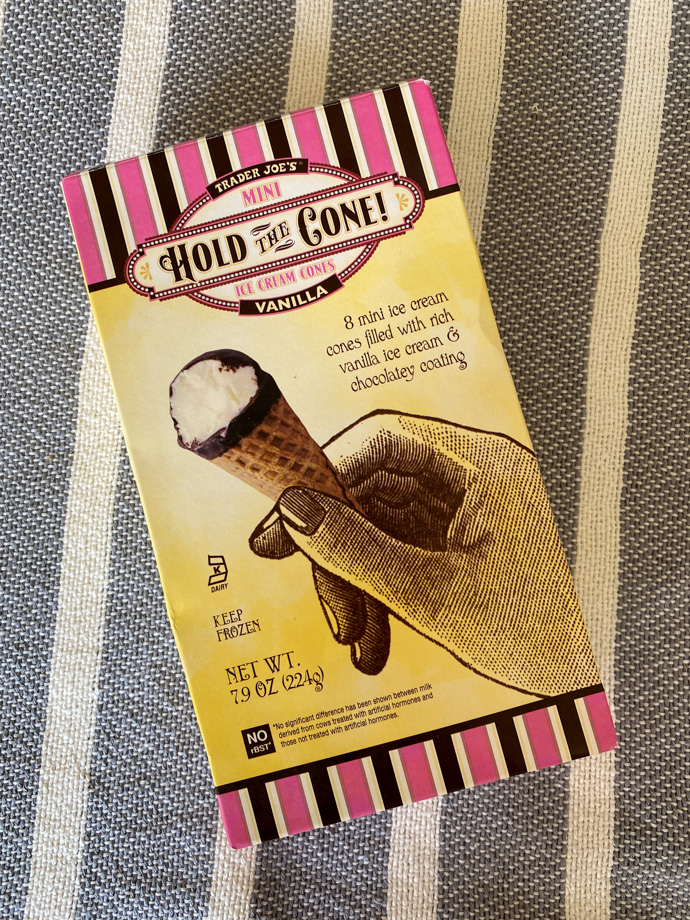 TRADER JOE'S®
MINI
HOLD THE CONE!
ICE CREAM CONES
VANILLA
8 mini ice cream
cones filled with rich
vanilla ice cream &
chocolatey coating
K
DAIRY
KEEP
FROZEN
NET WT.
7.9 OZ (224g)
NO
rBST*
*No significant difference has been shown between milk
derived from cows treated with artificial hormones and
those not treated with artificial hormones.